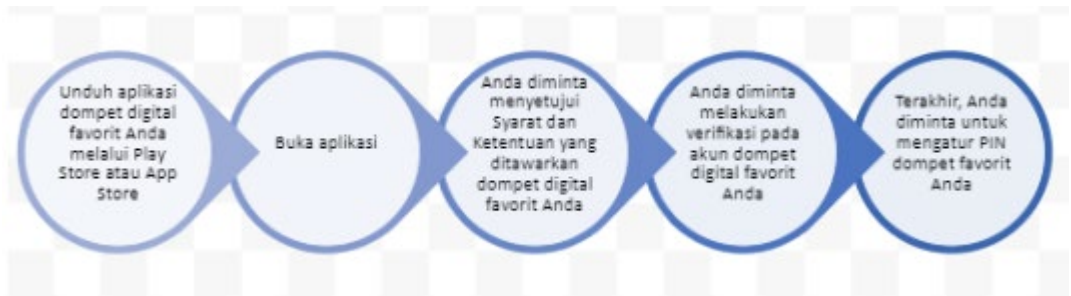 Unduh aplikasi
dompet digital
favorit Anda
melalui Play
Store atau App
Store
Buka aplikasi
Anda diminta
menyetujui
Syarat dan
Ketentuan yang
ditawarkan
dompet digital
favorit Anda
Anda diminta
melakukan
verifikasi pada
akun dompet
digital favorit
Anda
Terakhir, Anda
diminta untuk
mengatur PIN
dompet favorit
Anda